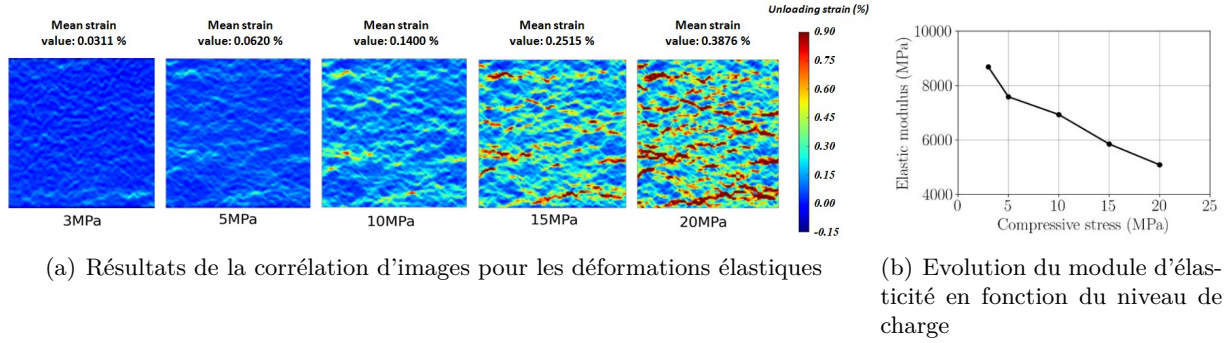 Unloading strain (%)
Mean strain
value: 0.0311 %
Mean strain
value: 0.0620 %
Mean strain
value: 0.1400 %
Mean strain
value: 0.2515 %
Mean strain
value: 0.3876 %
0.90
0.75
0.60
0.45
0.30
0.15
0.00
-0.15
3MPa
5MPa
10MPa
15MPa
20MPa
(a) Résultats de la corrélation d'images pour les déformations élastiques
Elastic modulus (MPa)
10000
8000
6000
4000
0
5
10
15
20
25
Compressive stress (MPa)
(b) Evolution du module d'élas-
ticité en fonction du niveau de
charge